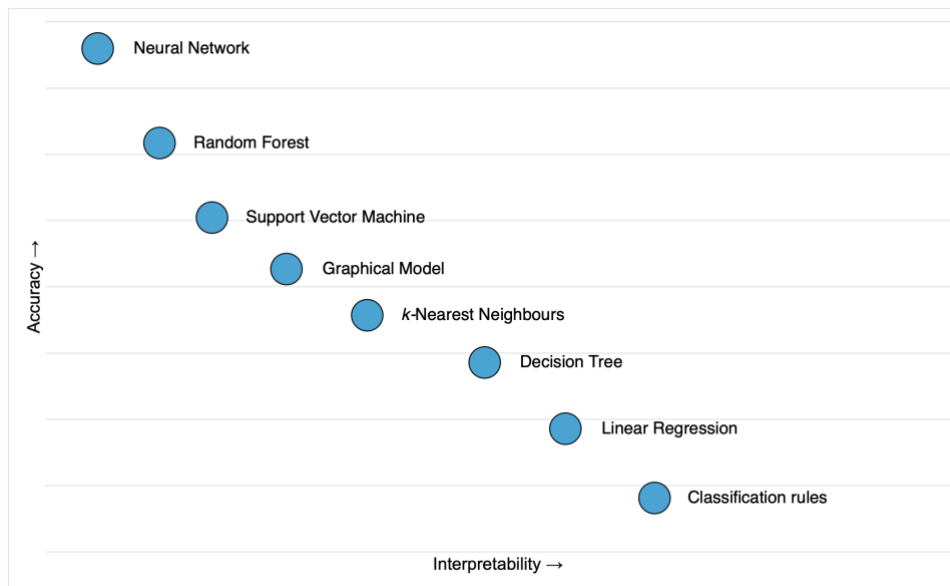 Neural Network
Random Forest
Support Vector Machine
Graphical Model
k-Nearest Neighbours
Decision Tree
Linear Regression
Classification rules
Accuracy →
Interpretability →